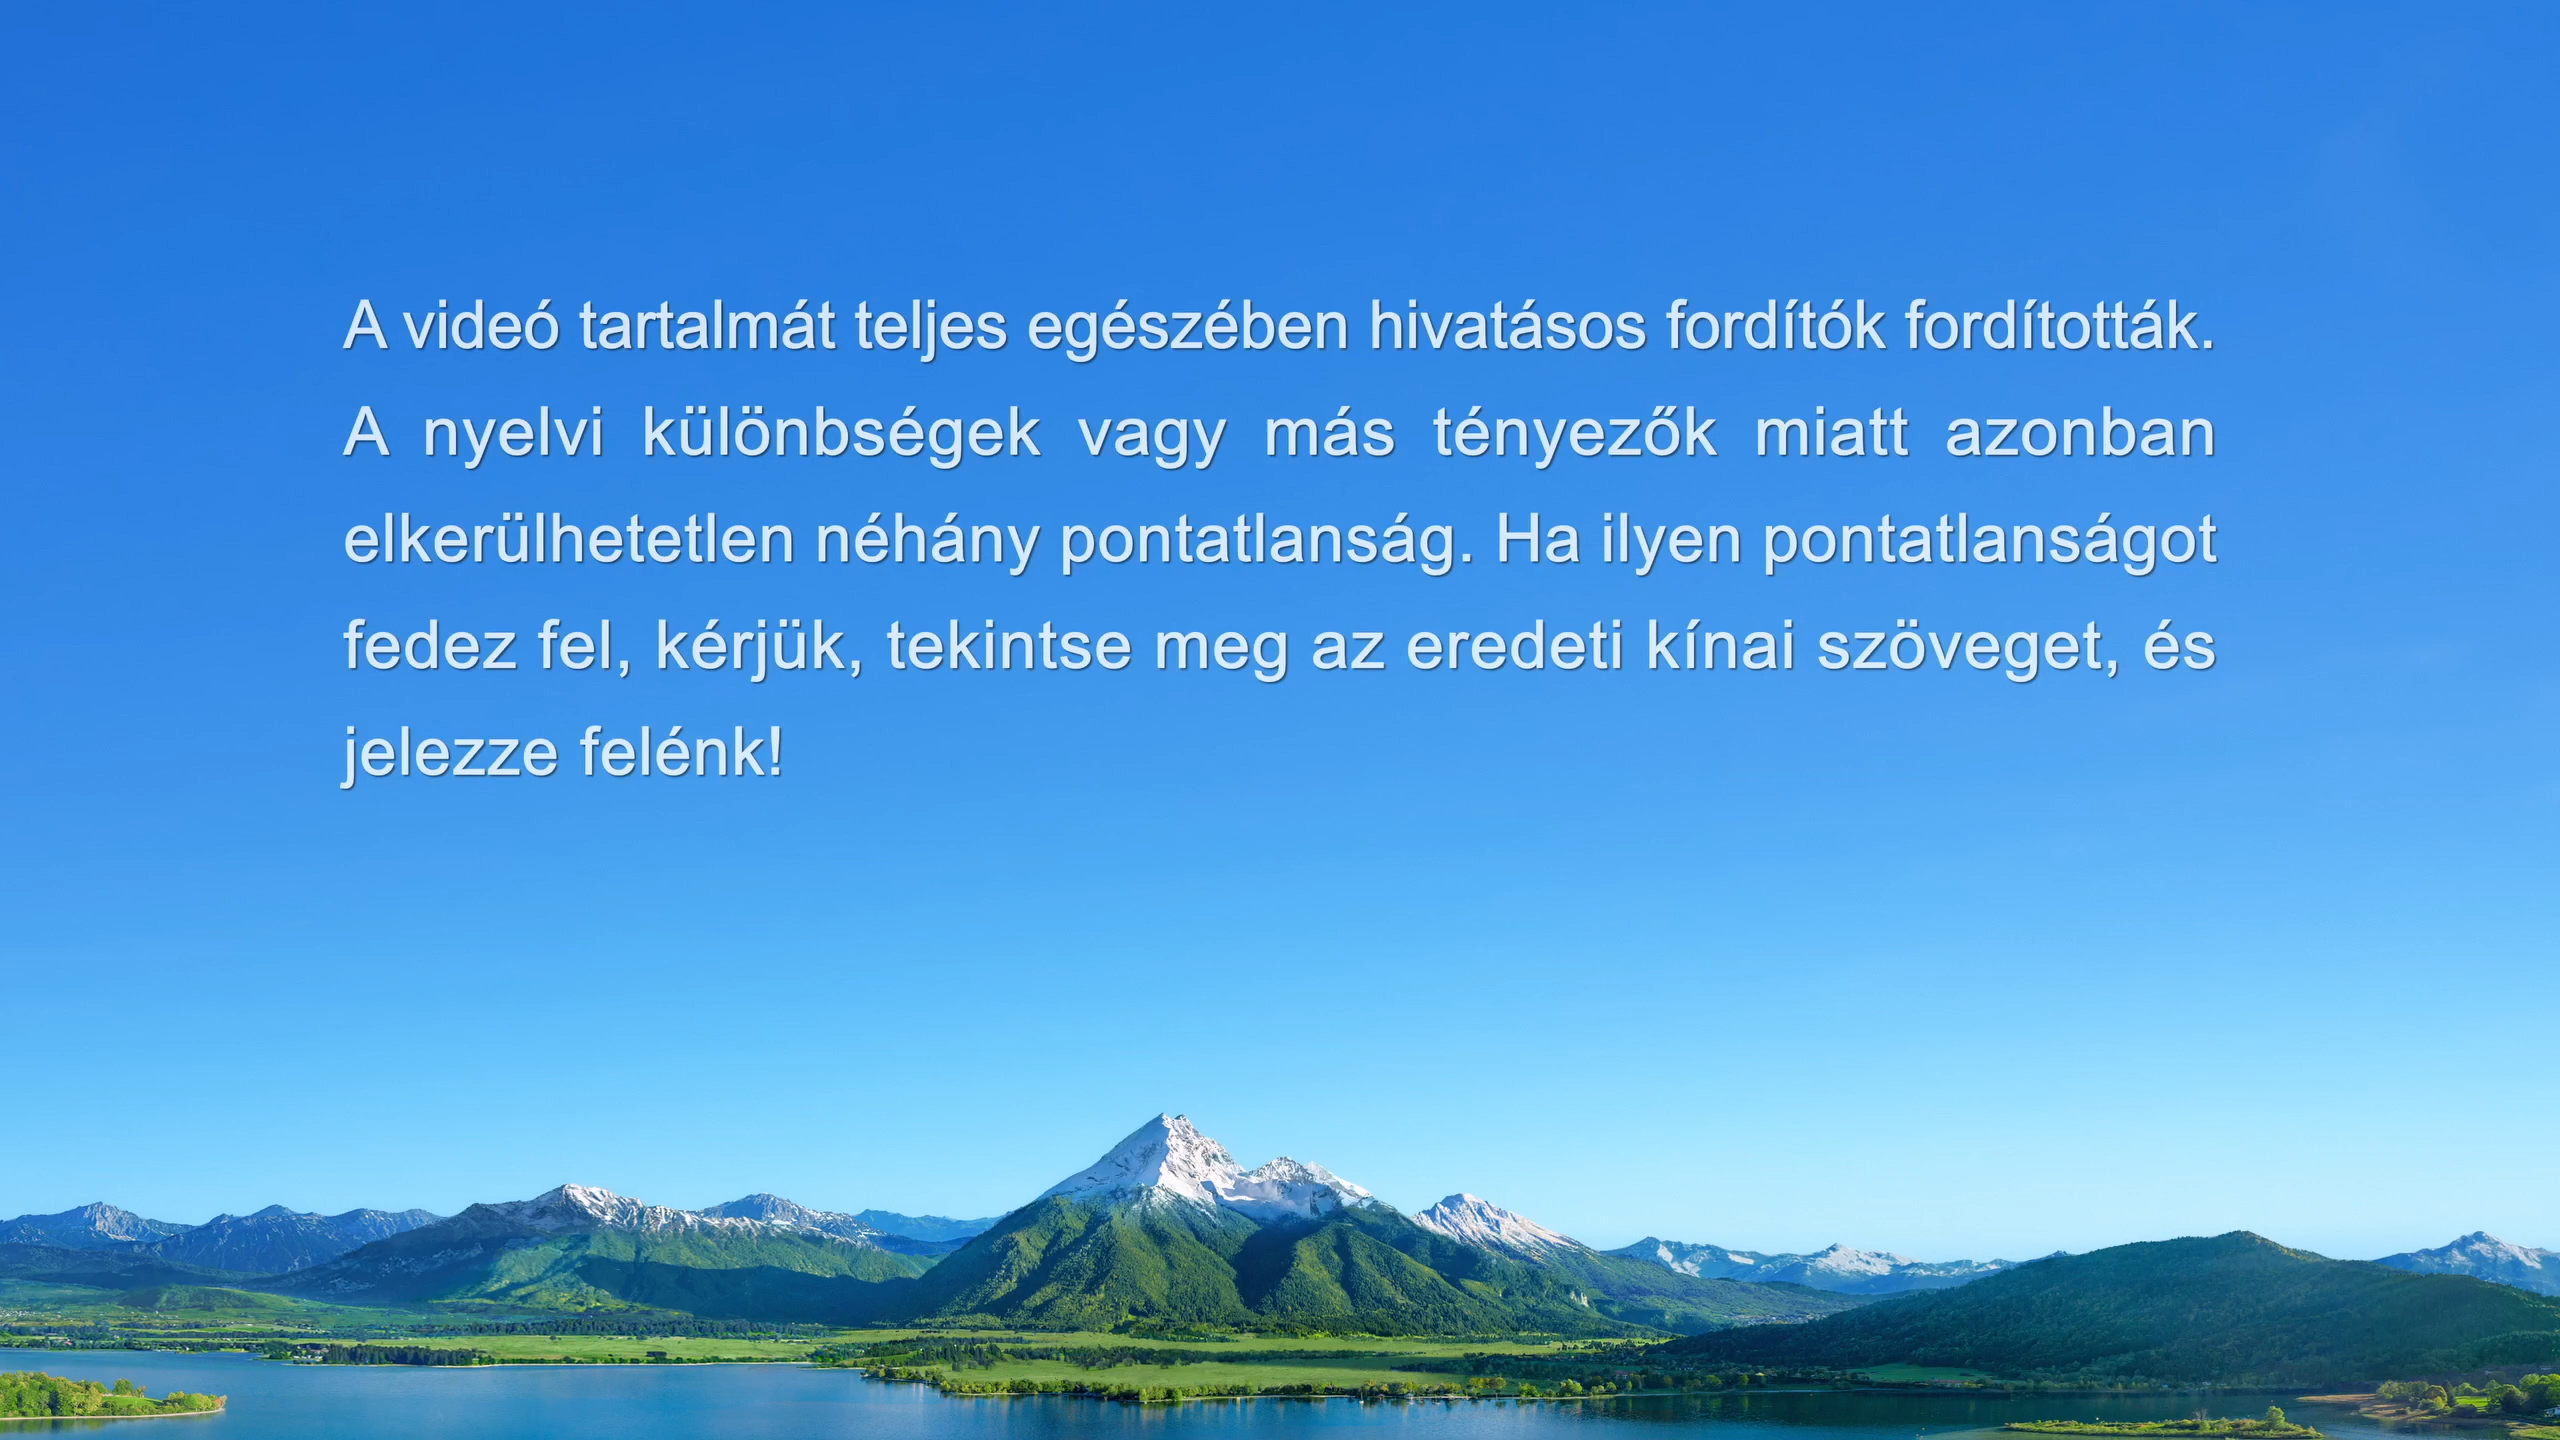 A videó tartalmát teljes egészében hivatásos fordítók fordították.
A nyelvi különbségek vagy más tényezők miatt azonban
elkerülhetetlen néhány pontatlanság. Ha ilyen pontatlanságot
fedez fel, kérjük, tekintse meg az eredeti kínai szöveget, és
jelezze felénk!